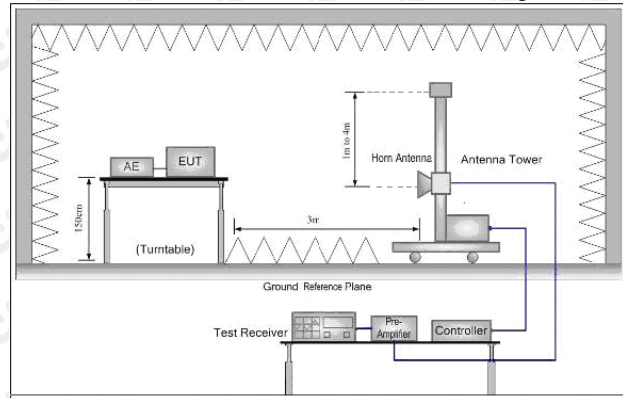 AE
EUT
150cm
(Turntable)
3m
1m to 4m
Horn Antenna
Antenna Tower
Ground Reference Plane
Test Receiver
Pre-
Amplifier
Controller